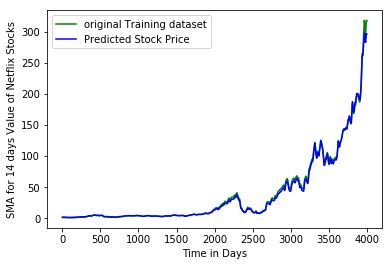 original Training dataset
Predicted Stock Price
SMA for 14 days Value of Netflix Stocks
300
250
200
150
100
50
0
0 500 1000 1500 2000 2500 3000 3500 4000
Time in Days